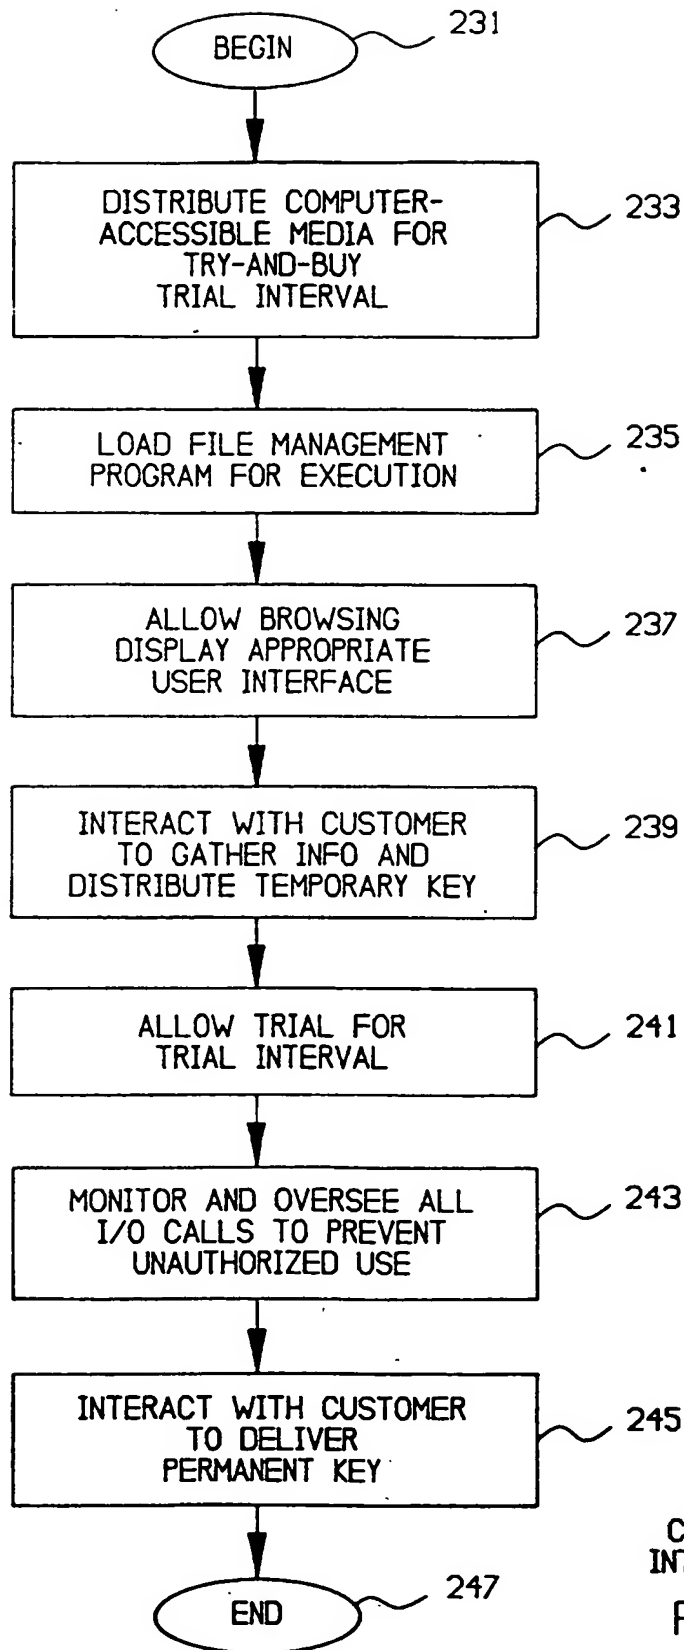 BEGIN
231
DISTRIBUTE COMPUTER-
ACCESSIBLE MEDIA FOR
TRY-AND-BUY
TRIAL INTERVAL
233
LOAD FILE MANAGEMENT
PROGRAM FOR EXECUTION
235
ALLOW BROWSING
DISPLAY APPROPRIATE
USER INTERFACE
237
INTERACT WITH CUSTOMER
TO GATHER INFO AND
DISTRIBUTE TEMPORARY KEY
239
ALLOW TRIAL FOR
TRIAL INTERVAL
241
MONITOR AND OVERSEE ALL
I/O CALLS TO PREVENT
UNAUTHORIZED USE
243
INTERACT WITH CUSTOMER
TO DELIVER
PERMANENT KEY
245
END
247